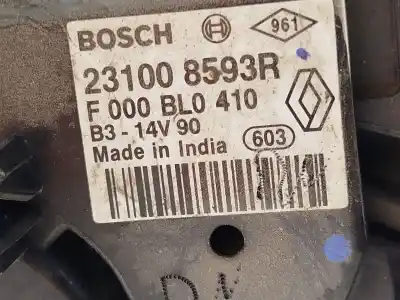 BOSCH 961
23100 8593R
F 000 BL0 410
B3 - 14V 90
Made in India 603